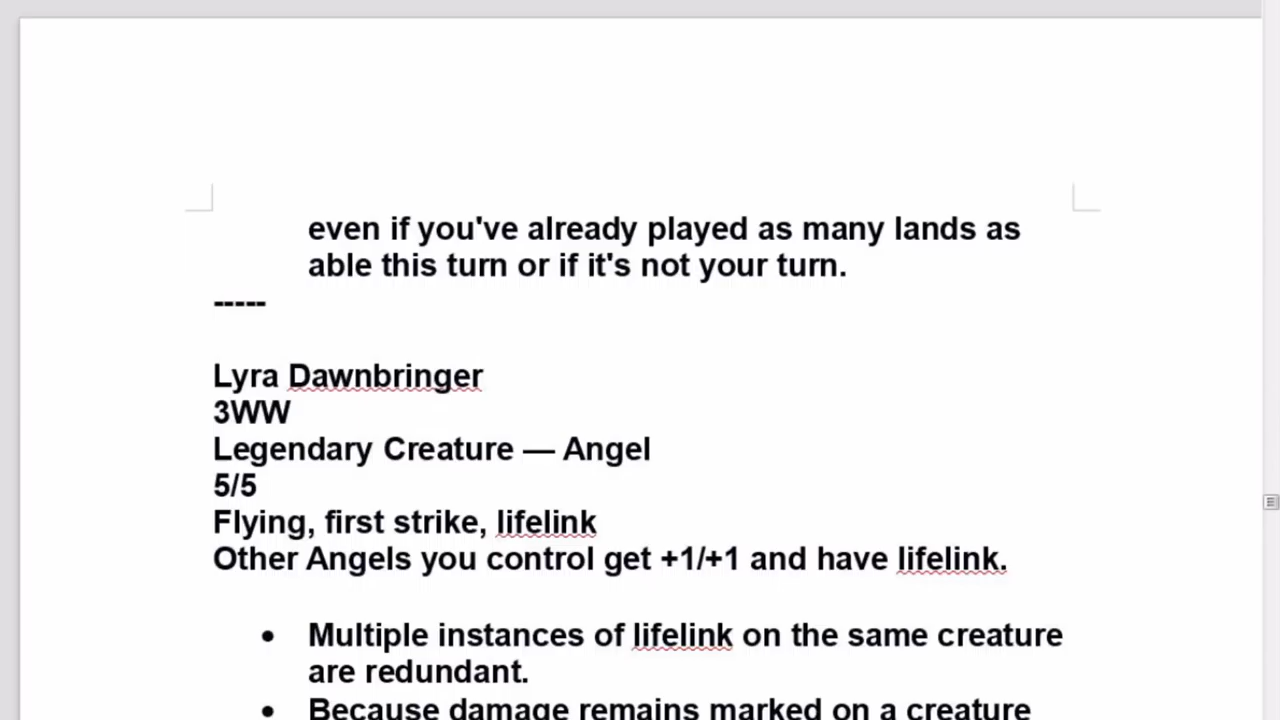 even if you've already played as many lands as
able this turn or if it's not your turn.
-----
Lyra Dawnbringer
3WW
Legendary Creature — Angel
5/5
Flying, first strike, lifelink
Other Angels you control get +1/+1 and have lifelink.
• Multiple instances of lifelink on the same creature
are redundant.
• Because damage remains marked on a creature